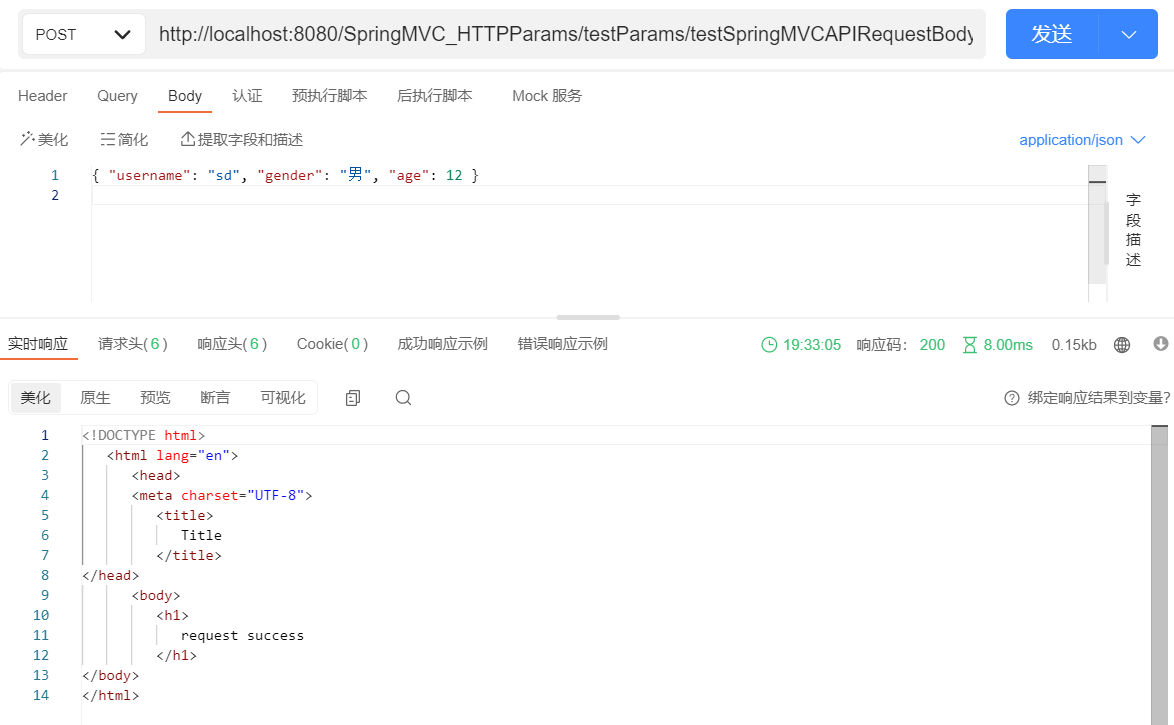 POST http://localhost:8080/SpringMVC_HTTPParams/testParams/testSpringMVCAPIRequestBody 发送
Header Query Body 认证 预执行脚本 后执行脚本 Mock 服务
美化 简化 提取字段和描述 application/json
1 { "username": "sd", "gender": "男", "age": 12 }
2
字段描述
实时响应 请求头(6) 响应头(6) Cookie(0) 成功响应示例 错误响应示例 19:33:05 响应码: 200 8.00ms 0.15kb
美化 原生 预览 断言 可视化 绑定响应结果到变量?
1 <!DOCTYPE html>
2 <html lang="en">
3 <head>
4 <meta charset="UTF-8">
5 <title>
6 Title
7 </title>
8 </head>
9 <body>
10 <h1>
11 request success
12 </h1>
13 </body>
14 </html>